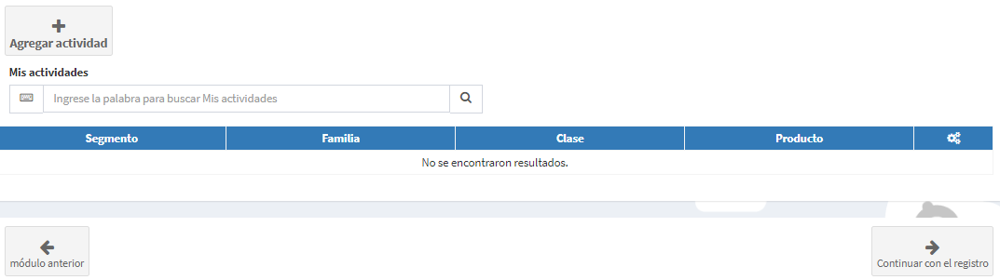 Agregar actividad
Mis actividades
Ingrese la palabra para buscar Mis actividades
Segmento Familia Clase Producto
No se encontraron resultados.
módulo anterior Continuar con el registro